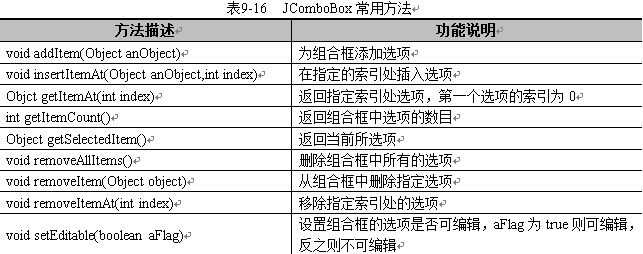 表9-16 JComboBox 常用方法
方法描述 功能说明
void addItem(Object anObject) 为组合框添加选项
void insertItemAt(Object anObject,int index) 在指定的索引处插入选项
Objct getItemAt(int index) 返回指定索引处选项，第一个选项的索引为 0
int getItemCount() 返回组合框中选项的数目
Object getSelectedItem() 返回当前所选项
void removeAllItems() 删除组合框中所有的选项
void removeItem(Object object) 从组合框中删除指定选项
void removeItemAt(int index) 移除指定索引处的选项
void setEditable(boolean aFlag) 设置组合框的选项是否可编辑，aFlag 为 true 则可编辑，
反之则不可编辑